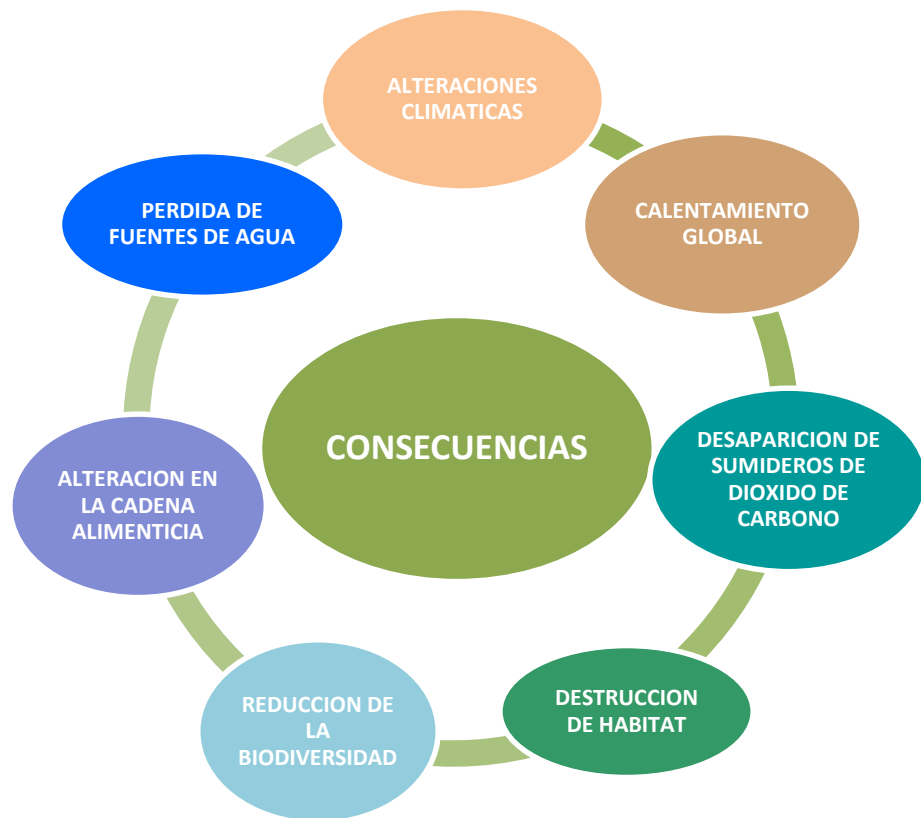 ALTERACIONES
CLIMATICAS
CALENTAMIENTO
GLOBAL
DESAPARICION DE
SUMIDEROS DE
DIOXIDO DE
CARBONO
DESTRUCCION
DE HABITAT
REDUCCION DE
LA
BIODIVERSIDAD
ALTERACION EN
LA CADENA
ALIMENTICIA
PERDIDA DE
FUENTES DE AGUA
CONSECUENCIAS